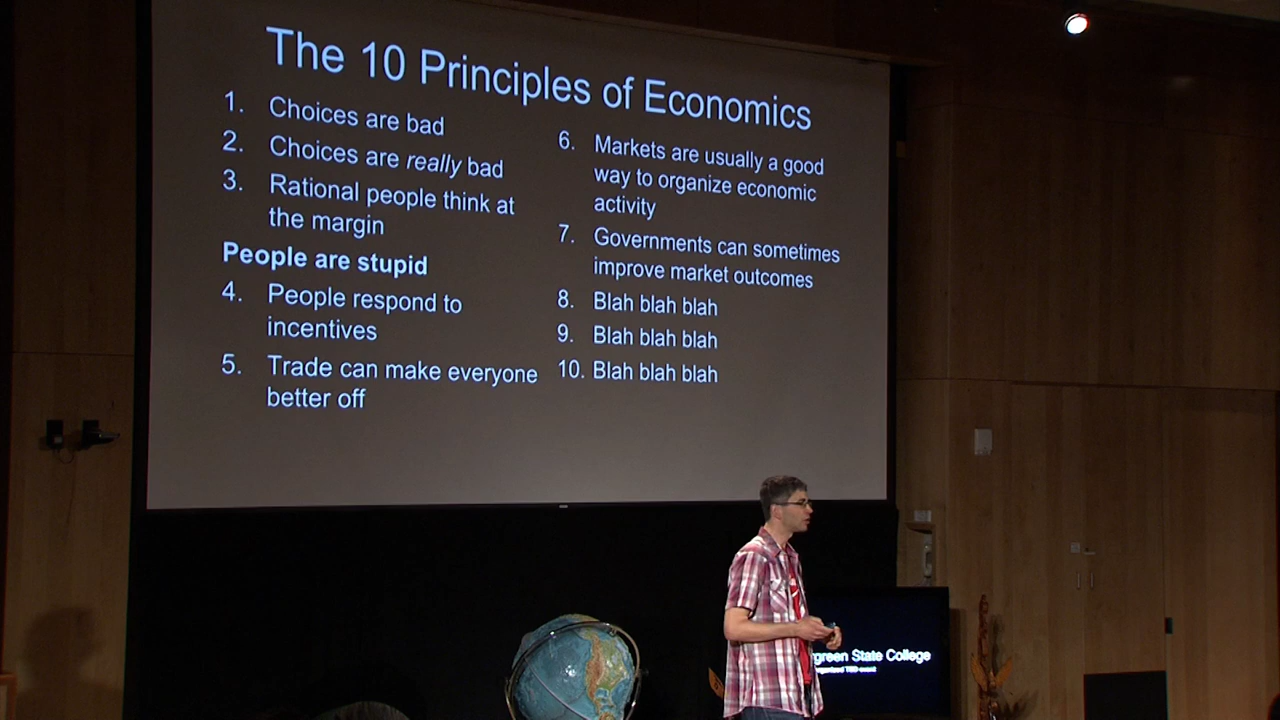 The 10 Principles of Economics
1. Choices are bad
2. Choices are really bad
3. Rational people think at
the margin
People are stupid
4. People respond to
incentives
5. Trade can make everyone
better off
6. Markets are usually a good
way to organize economic
activity
7. Governments can sometimes
improve market outcomes
8. Blah blah blah
9. Blah blah blah
10. Blah blah blah
State College
TED event